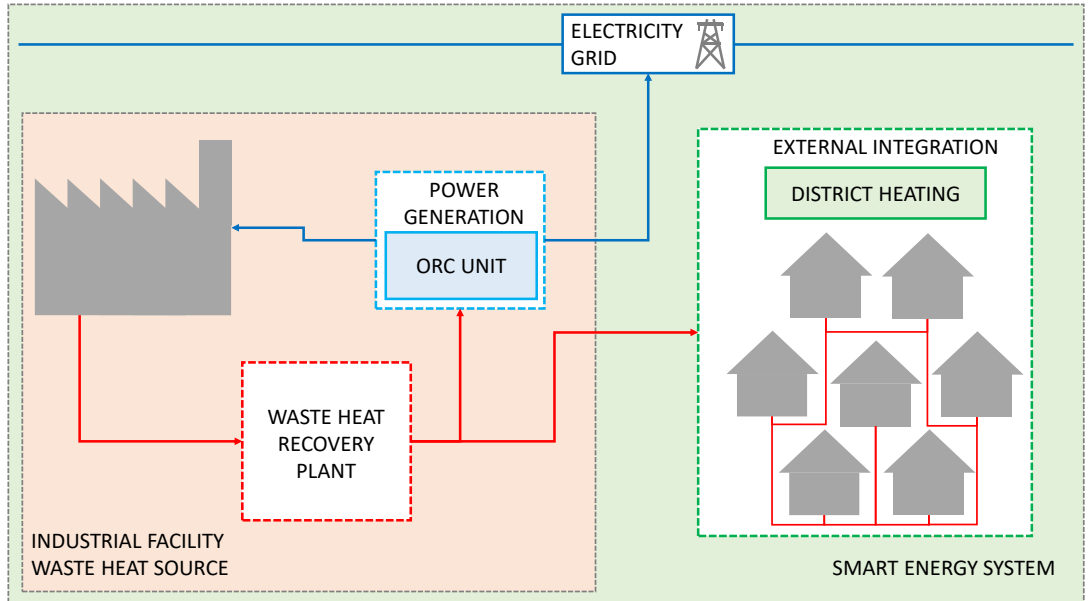 ELECTRICITY
GRID
EXTERNAL INTEGRATION
DISTRICT HEATING
POWER
GENERATION
ORC UNIT
WASTE HEAT
RECOVERY
PLANT
INDUSTRIAL FACILITY
WASTE HEAT SOURCE
SMART ENERGY SYSTEM